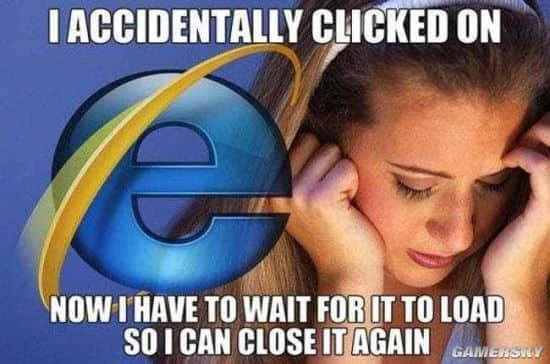 I ACCIDENTALLY CLICKED ON
e
NOW I HAVE TO WAIT FOR IT TO LOAD
SO I CAN CLOSE IT AGAIN
GAMERSKY